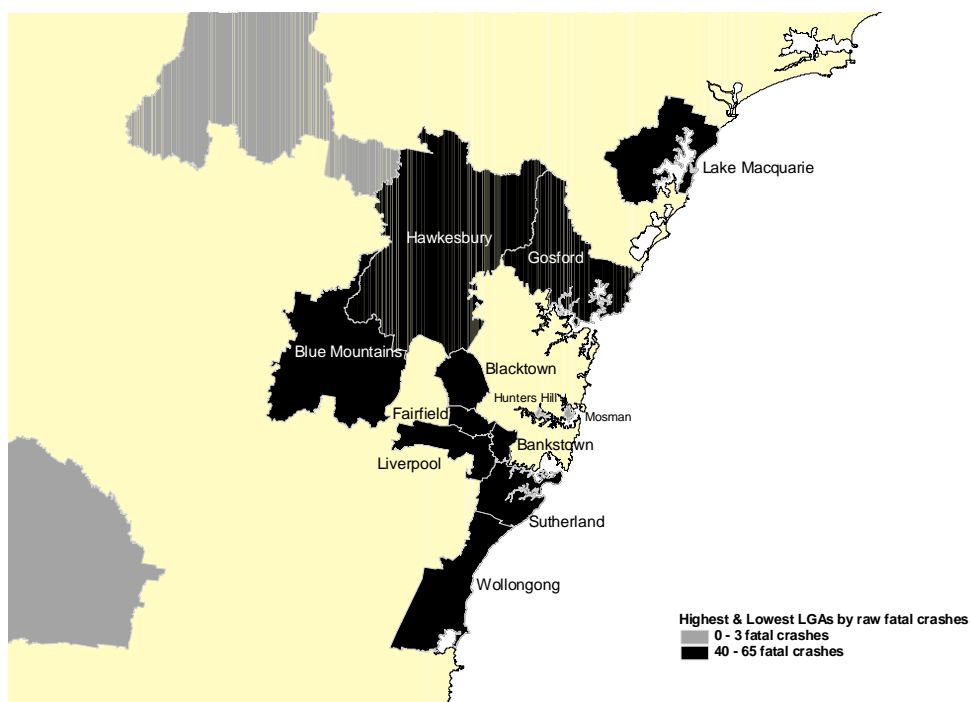 Lake Macquarie
Hawkesbury
Gosford
Blue Mountains
Blacktown
Hunters Hill
Mosman
Fairfield
Bankstown
Liverpool
Sutherland
Wollongong
Highest & Lowest LGAs by raw fatal crashes
0 - 3 fatal crashes
40 - 65 fatal crashes